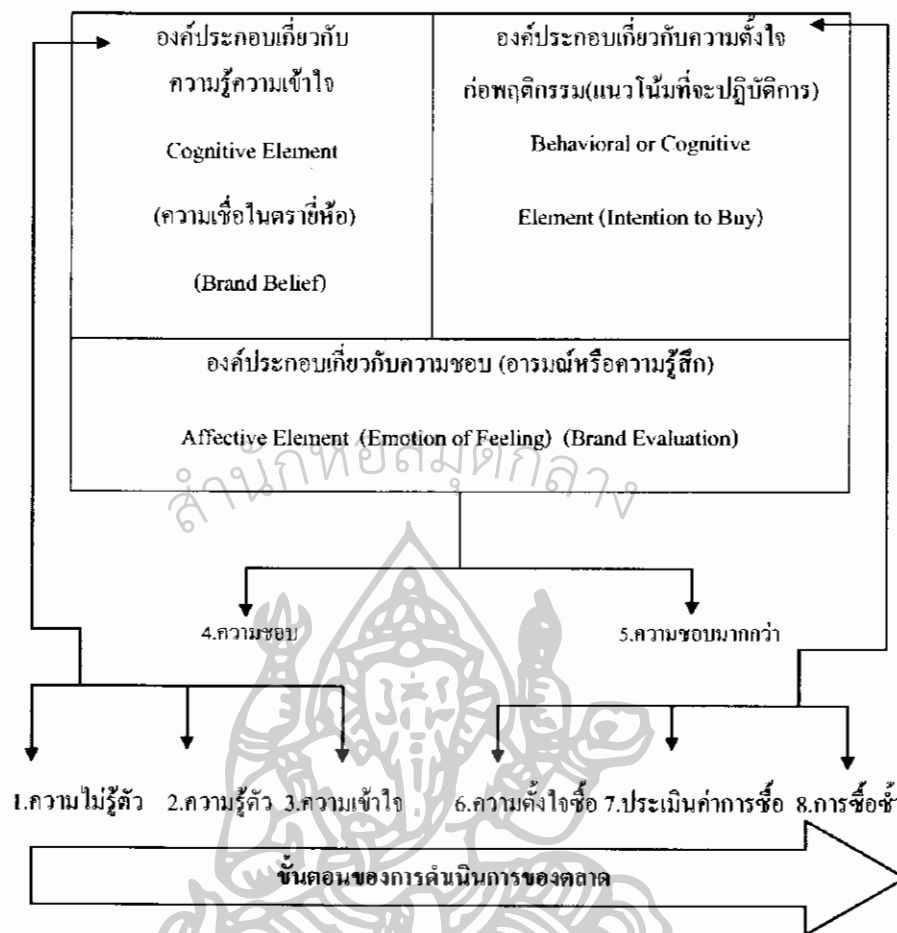 องค์ประกอบเกี่ยวกับ
ความรู้ความเข้าใจ
Cognitive Element
(ความเชื่อในตรายี่ห้อ)
(Brand Belief)
องค์ประกอบเกี่ยวกับความตั้งใจ
ก่อพฤติกรรม(แนวโน้มที่จะปฏิบัติการ)
Behavioral or Cognitive
Element (Intention to Buy)
องค์ประกอบเกี่ยวกับความชอบ (อารมณ์หรือความรู้สึก)
Affective Element (Emotion of Feeling) (Brand Evaluation)
สำนักหอสมุดกลาง
4.ความชอบ 5.ความชอบมากกว่า
1.ความไม่รู้ตัว 2.ความรู้ตัว 3.ความเข้าใจ 6.ความตั้งใจซื้อ 7.ประเมินค่าการซื้อ 8.การซื้อซ้ำ
ขั้นตอนของการดำเนินการของตลาด